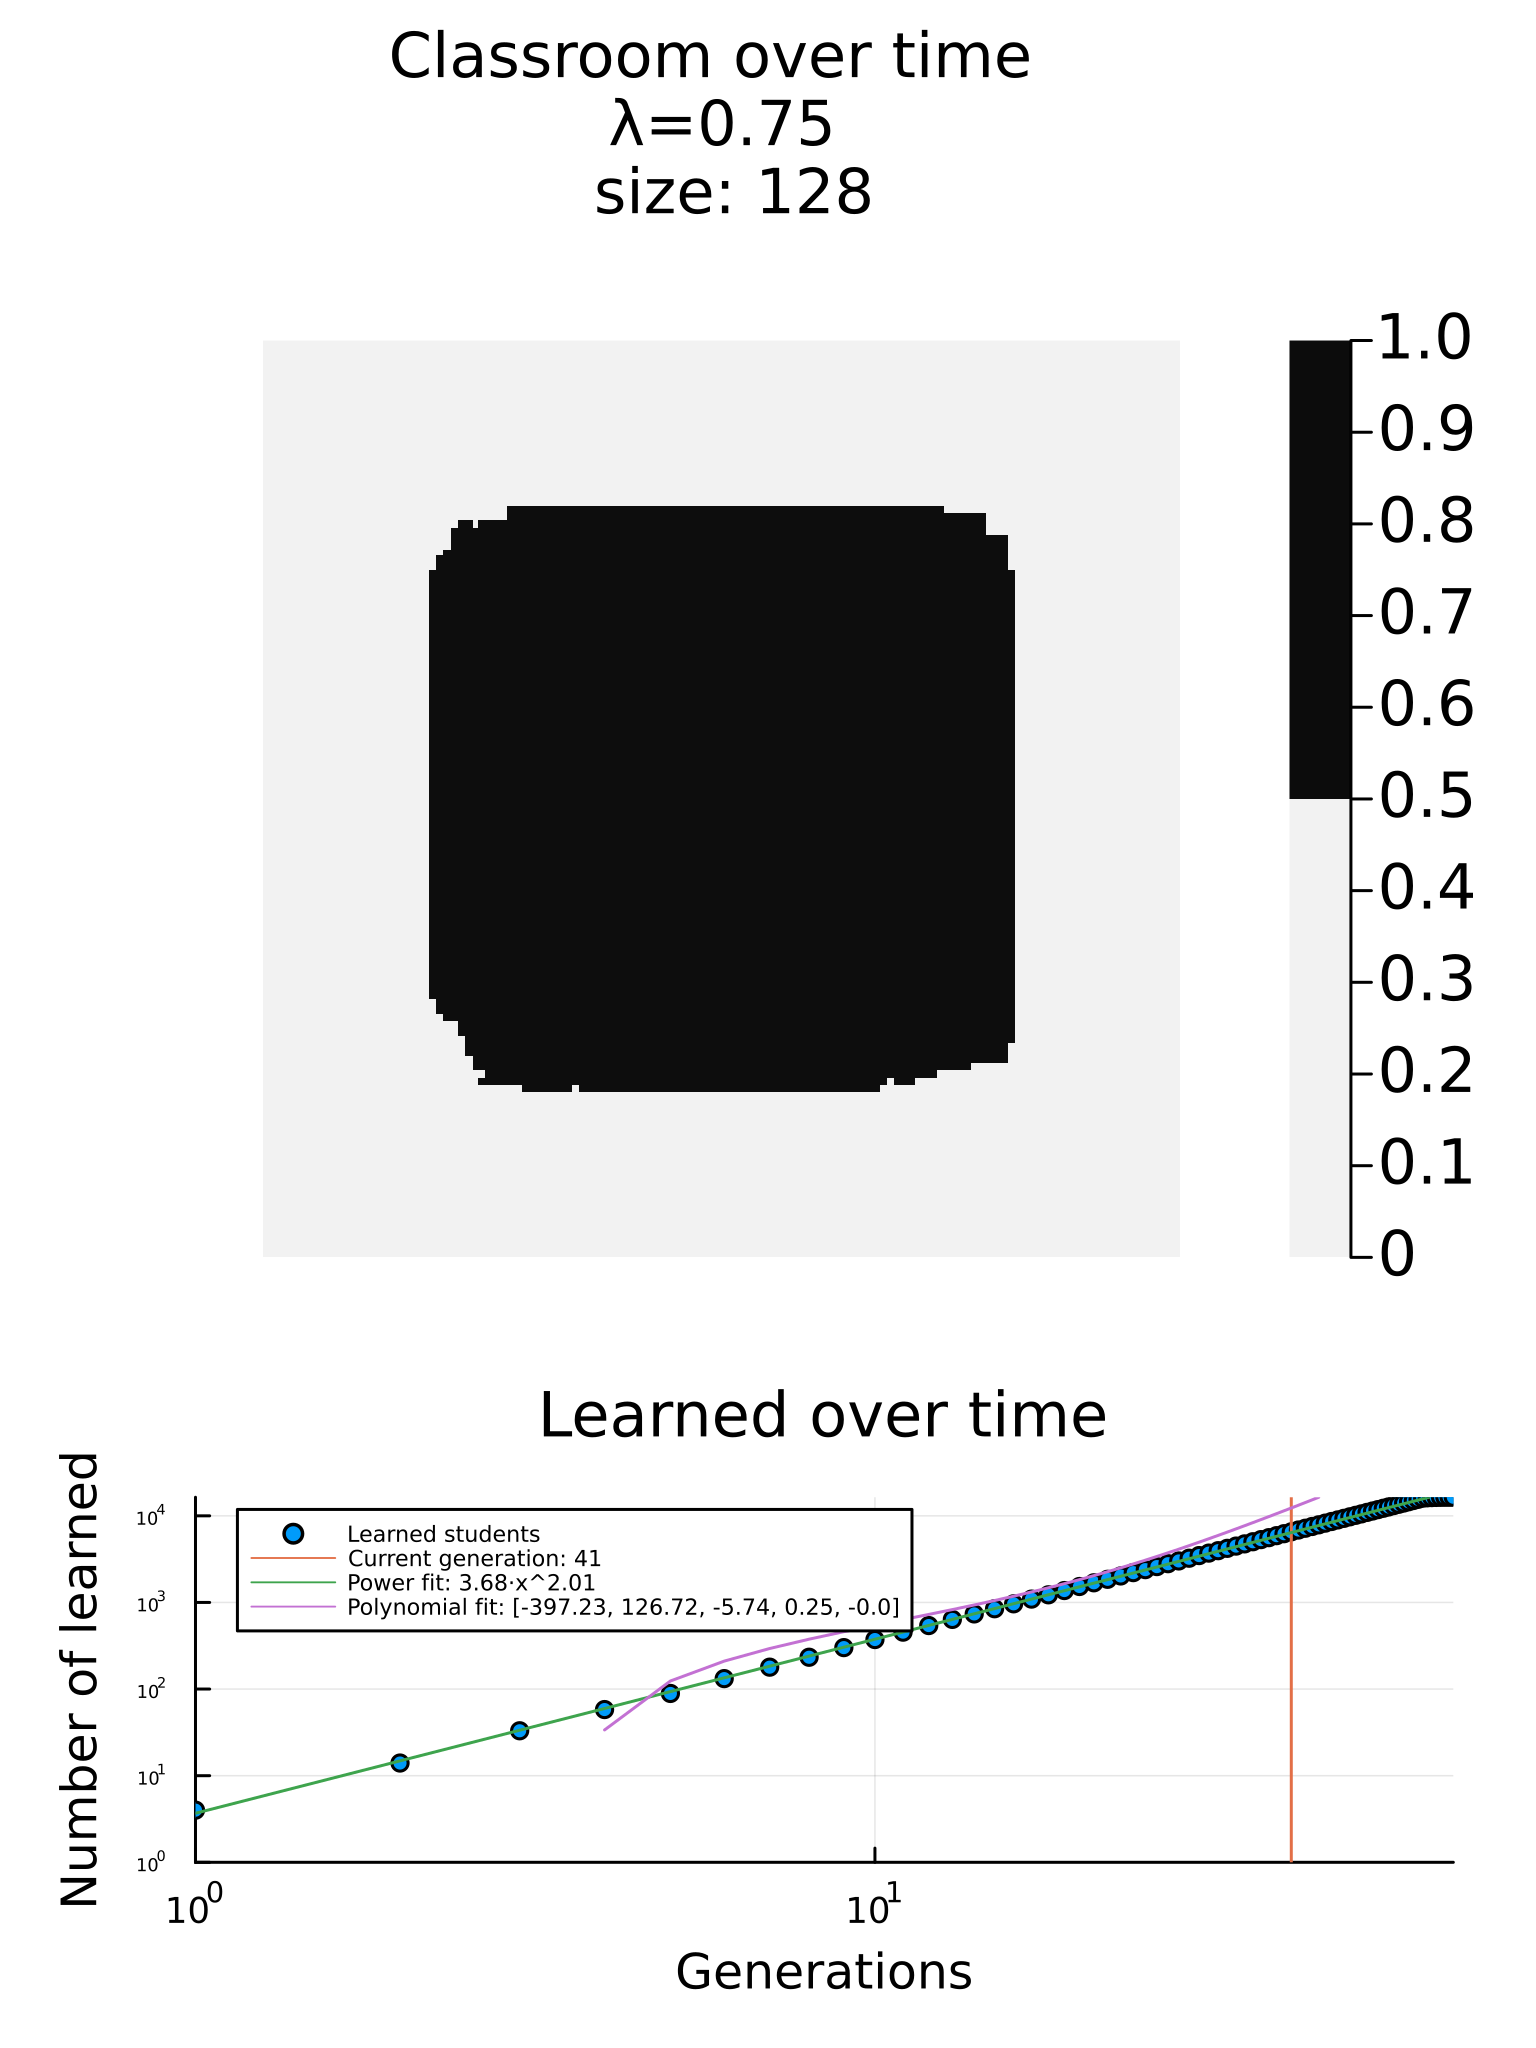 Classroom over time
λ=0.75
size: 128
1.0
0.9
0.8
0.7
0.6
0.5
0.4
0.3
0.2
0.1
0
Learned over time
Number of learned
10^4
10^3
10^2
10^1
10^0
Learned students
Current generation: 41
Power fit: 3.68·x^2.01
Polynomial fit: [-397.23, 126.72, -5.74, 0.25, -0.0]
10^0
10^1
Generations